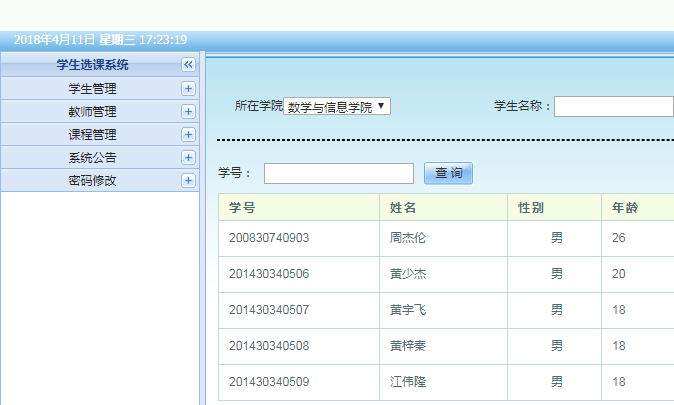 2018年4月11日 星期三 17:23:19
学生选课系统
学生管理
教师管理
课程管理
系统公告
密码修改
所在学院 数学与信息学院 学生名称：
学号： 查 询
学号 姓名 性别 年龄
200830740903 周杰伦 男 26
201430340506 黄少杰 男 20
201430340507 黄宇飞 男 18
201430340508 黄梓秦 男 18
201430340509 江伟隆 男 18